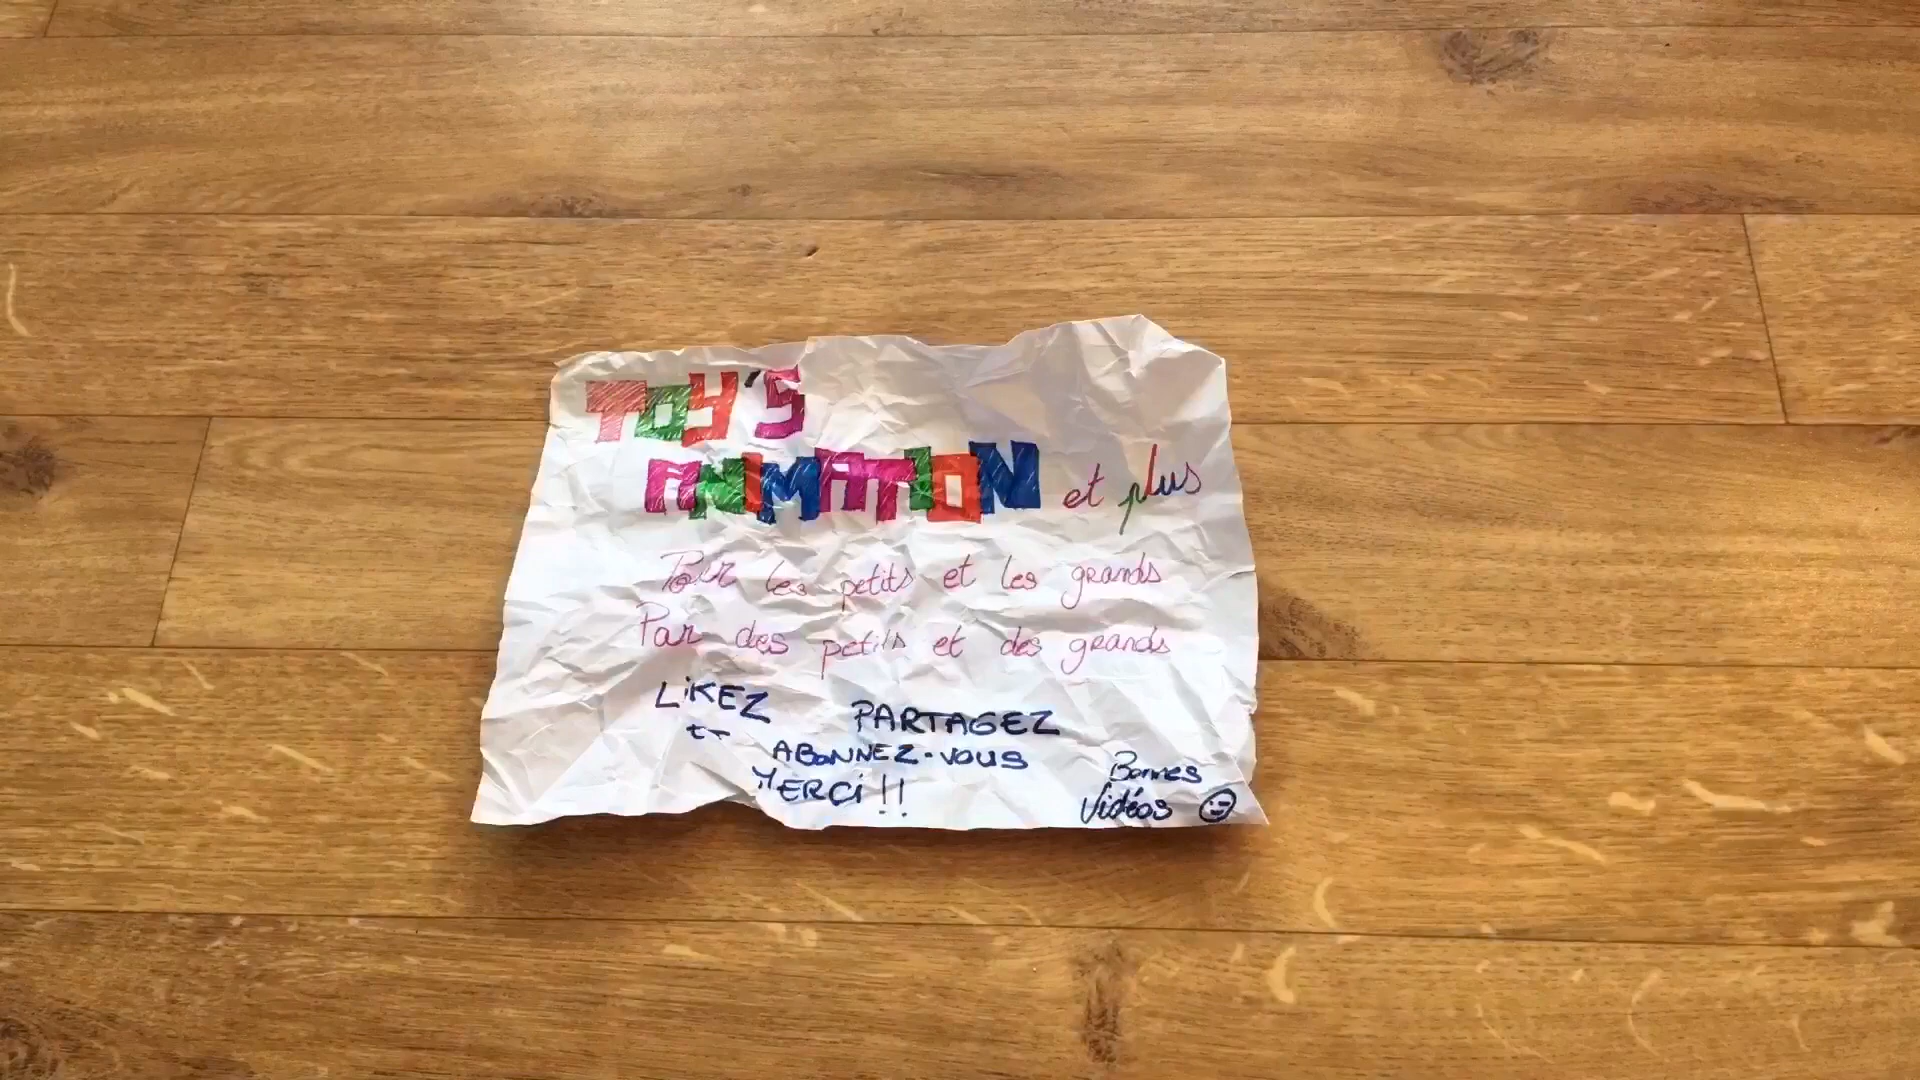 TOY'S
ANIMATION et plus
Pour les petits et les grands
Par des petits et des grands
LiKEZ PARTAGEZ
ET ABONNEZ-VOUS
MERCi !!
Bonnes
Vidéos